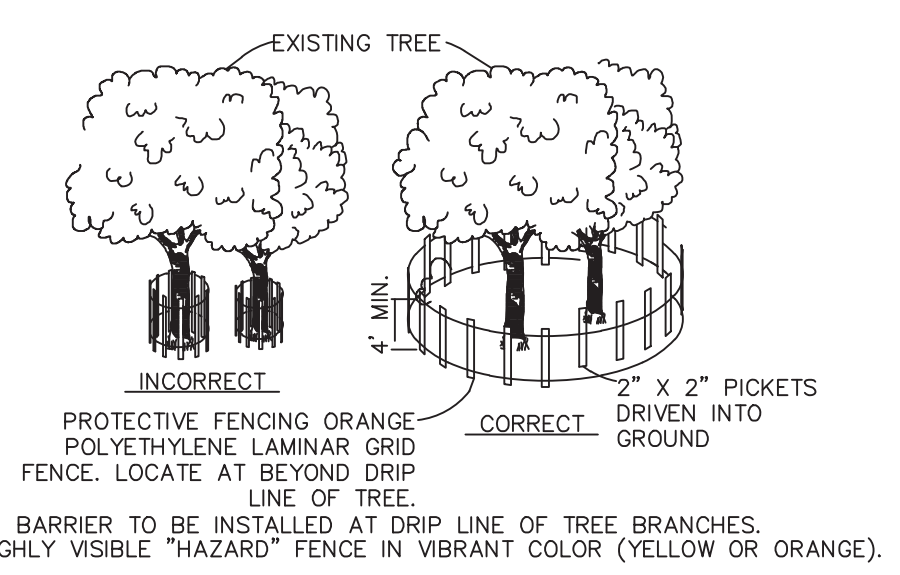 EXISTING TREE
4' MIN.
INCORRECT
CORRECT
2" X 2" PICKETS
DRIVEN INTO
GROUND
PROTECTIVE FENCING ORANGE
POLYETHYLENE LAMINAR GRID
FENCE. LOCATE AT BEYOND DRIP
LINE OF TREE.
BARRIER TO BE INSTALLED AT DRIP LINE OF TREE BRANCHES.
VISIBLE "HAZARD" FENCE IN VIBRANT COLOR (YELLOW OR ORANGE).